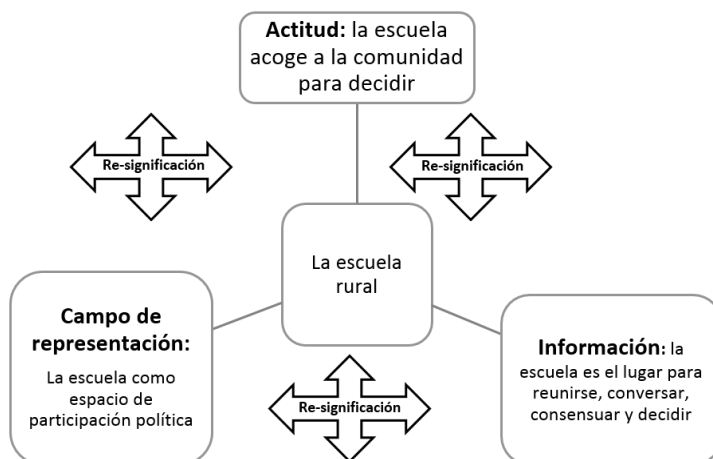 Actitud: la escuela
acoge a la comunidad
para decidir
Re-significación
Re-significación
La escuela
rural
Campo de
representación:
La escuela como
espacio de
participación política
Información: la
escuela es el lugar para
reunirse, conversar,
consensuar y decidir
Re-significación